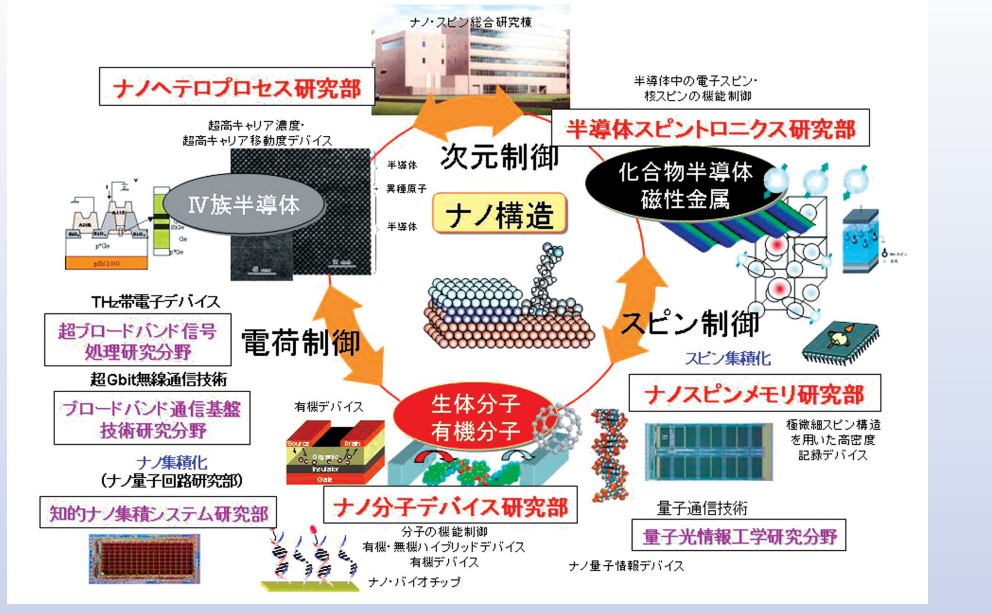 ナノ・スピン総合研究棟
ナノヘテロプロセス研究部
半導体中の電子スピン・
核スピンの機能制御
半導体スピントロニクス研究部
超高キャリア濃度・
超高キャリア移動度デバイス
次元制御
化合物半導体
磁性金属
半導体
異種原子
半導体
Ⅳ族半導体
ナノ構造
SiGe
Ge
p⁺Ge
p-Si(100)
THz帯電子デバイス
超ブロードバンド信号
処理研究分野
電荷制御
スピン制御
スピン集積化
超Gbit無線通信技術
ブロードバンド通信基盤
技術研究分野
有機デバイス
生体分子
有機分子
ナノスピンメモリ研究部
極微細スピン構造
を用いた高密度
記録デバイス
Source
Drain
Organic
Insulator
Gate
ナノ集積化
(ナノ量子回路研究部)
知的ナノ集積システム研究部
ナノ分子デバイス研究部
量子通信技術
量子光情報工学研究分野
分子の機能制御
有機・無機ハイブリッドデバイス
有機デバイス
ナノ量子情報デバイス
ナノ・バイオチップ